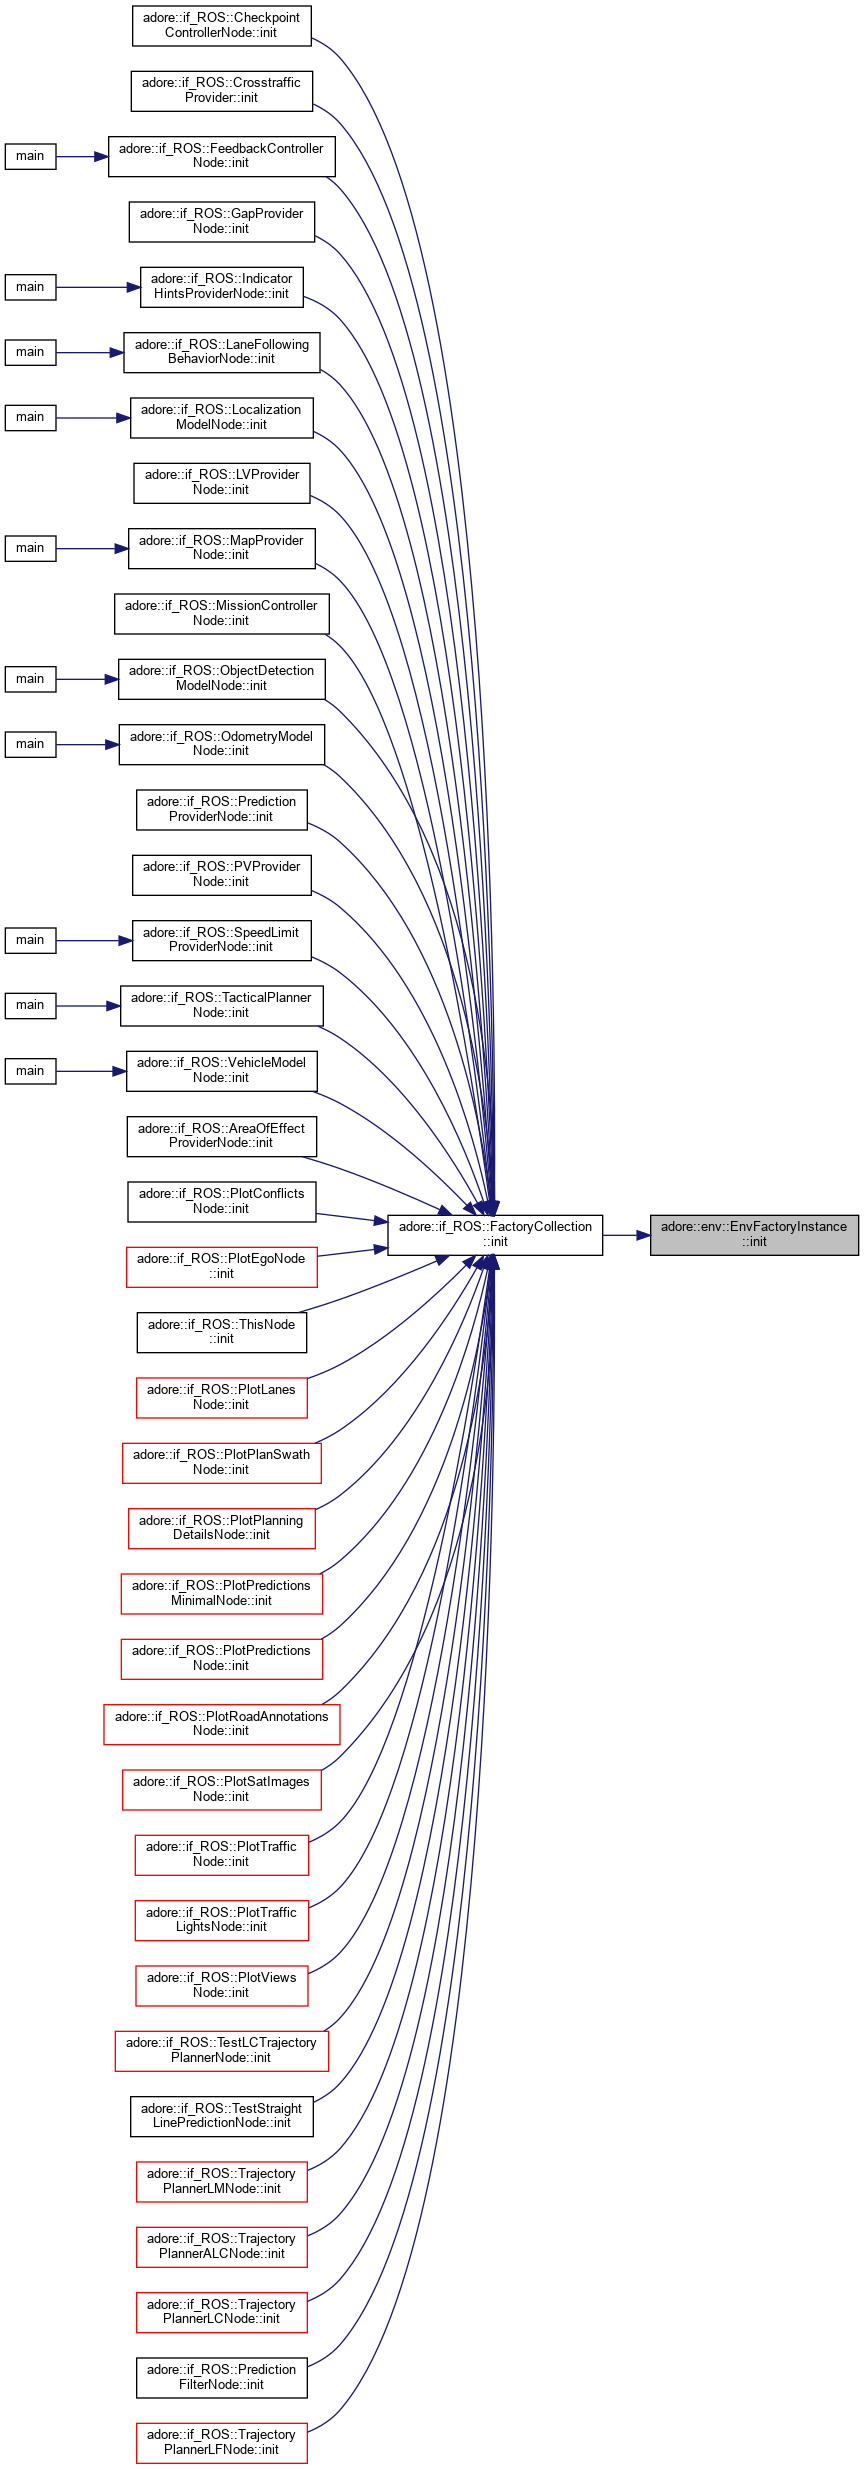 adore::if_ROS::Checkpoint
ControllerNode::init
adore::if_ROS::Crosstraffic
Provider::init
main
adore::if_ROS::FeedbackController
Node::init
adore::if_ROS::GapProvider
Node::init
main
adore::if_ROS::Indicator
HintsProviderNode::init
main
adore::if_ROS::LaneFollowing
BehaviorNode::init
main
adore::if_ROS::Localization
ModelNode::init
adore::if_ROS::LVProvider
Node::init
main
adore::if_ROS::MapProvider
Node::init
adore::if_ROS::MissionController
Node::init
main
adore::if_ROS::ObjectDetection
ModelNode::init
main
adore::if_ROS::OdometryModel
Node::init
adore::if_ROS::Prediction
ProviderNode::init
adore::if_ROS::PVProvider
Node::init
main
adore::if_ROS::SpeedLimit
ProviderNode::init
main
adore::if_ROS::TacticalPlanner
Node::init
main
adore::if_ROS::VehicleModel
Node::init
adore::if_ROS::AreaOfEffect
ProviderNode::init
adore::if_ROS::PlotConflicts
Node::init
adore::if_ROS::FactoryCollection
::init
adore::env::EnvFactoryInstance
::init
adore::if_ROS::PlotEgoNode
::init
adore::if_ROS::ThisNode
::init
adore::if_ROS::PlotLanes
Node::init
adore::if_ROS::PlotPlanSwath
Node::init
adore::if_ROS::PlotPlanning
DetailsNode::init
adore::if_ROS::PlotPredictions
MinimalNode::init
adore::if_ROS::PlotPredictions
Node::init
adore::if_ROS::PlotRoadAnnotations
Node::init
adore::if_ROS::PlotSatImages
Node::init
adore::if_ROS::PlotTraffic
Node::init
adore::if_ROS::PlotTraffic
LightsNode::init
adore::if_ROS::PlotViews
Node::init
adore::if_ROS::TestLCTrajectory
PlannerNode::init
adore::if_ROS::TestStraight
LinePredictionNode::init
adore::if_ROS::Trajectory
PlannerLMNode::init
adore::if_ROS::Trajectory
PlannerALCNode::init
adore::if_ROS::Trajectory
PlannerLCNode::init
adore::if_ROS::Prediction
FilterNode::init
adore::if_ROS::Trajectory
PlannerLFNode::init